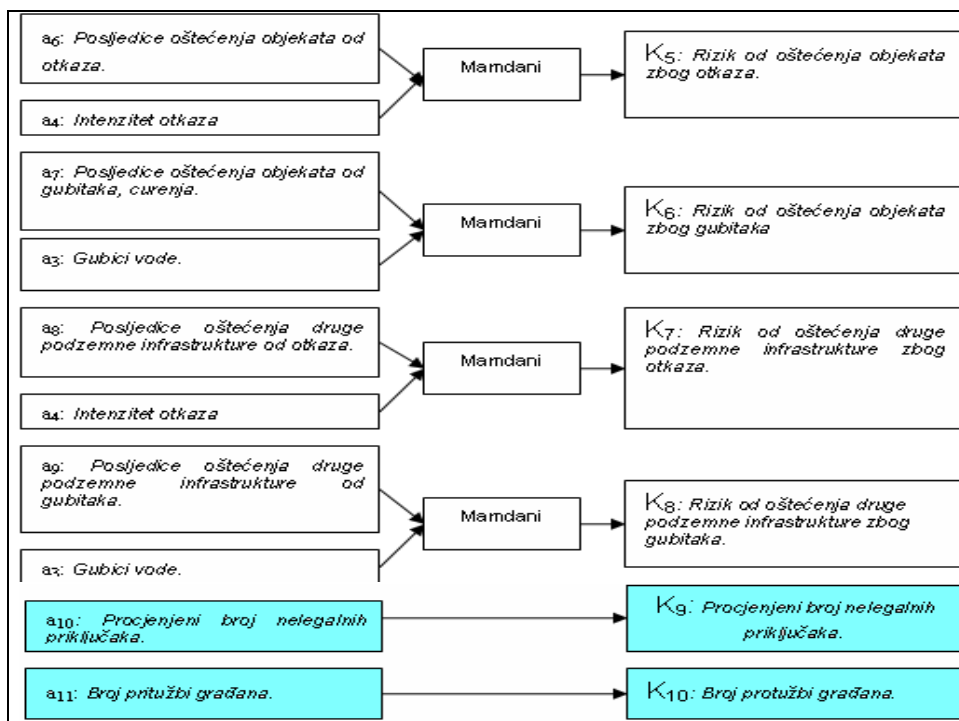 a6: Posljedice oštećenja objekata od
otkaza.
a4: Intenzitet otkaza
Mamdani
K5: Rizik od oštećenja objekata
zbog otkaza.
a7: Posljedice oštećenja objekata od
gubitaka, curenja.
a3: Gubici vode.
Mamdani
K6: Rizik od oštećenja objekata
zbog gubitaka
a8: Posljedice oštećenja druge
podzemne infrastrukture od otkaza.
a4: Intenzitet otkaza
Mamdani
K7: Rizik od oštećenja druge
podzemne infrastrukture zbog
otkaza.
a9: Posljedice oštećenja druge
podzemne infrastrukture od
gubitaka.
a3: Gubici vode.
Mamdani
K8: Rizik od oštećenja druge
podzemne infrastrukture zbog
gubitaka.
a10: Procjenjeni broj nelegalnih
priključaka.
K9: Procjenjeni broj nelegalnih
priključaka.
a11: Broj pritužbi građana.
K10: Broj protužbi građana.